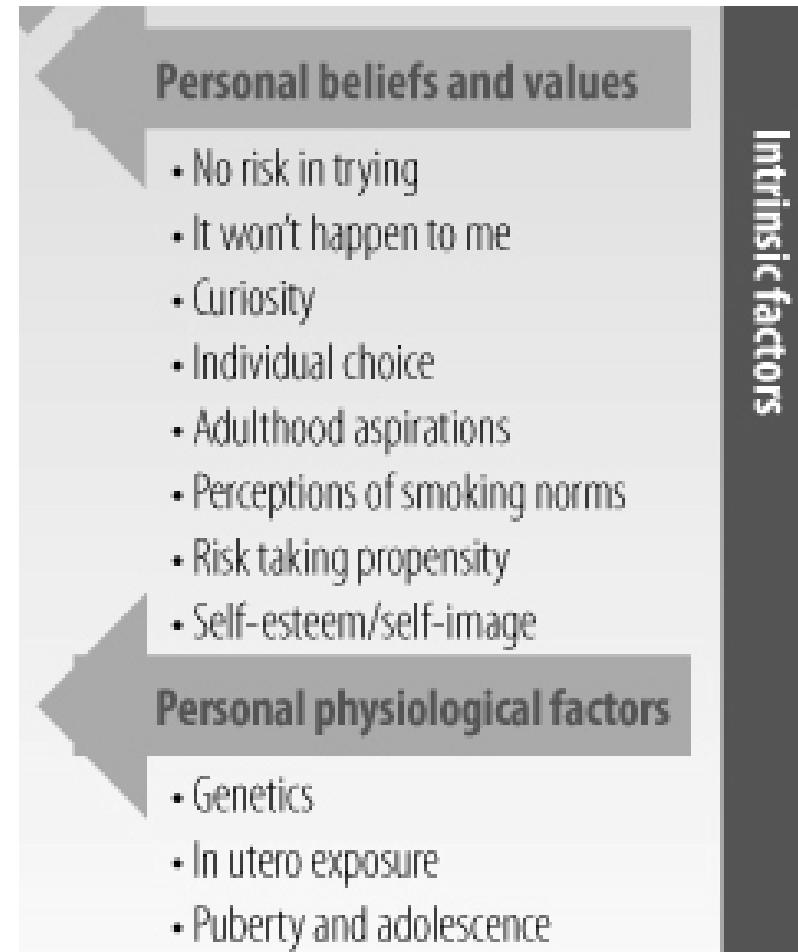 Personal beliefs and values
• No risk in trying
• It won't happen to me
• Curiosity
• Individual choice
• Adulthood aspirations
• Perceptions of smoking norms
• Risk taking propensity
• Self-esteem/self-image
Personal physiological factors
• Genetics
• In utero exposure
• Puberty and adolescence
Intrinsic factors